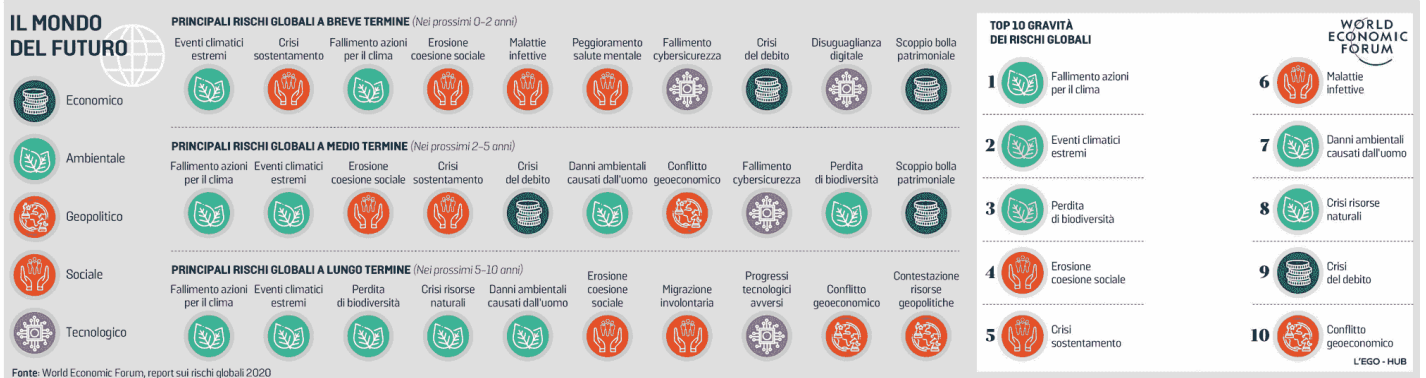 IL MONDO
DEL FUTURO
Economico
Ambientale
Geopolitico
Sociale
Tecnologico
PRINCIPALI RISCHI GLOBALI A BREVE TERMINE (Nei prossimi 0-2 anni)
Eventi climatici
estremi
Crisi
sostentamento
Fallimento azioni
per il clima
Erosione
coesione sociale
Malattie
infettive
Peggioramento
salute mentale
Fallimento
cybersicurezza
Crisi
del debito
Disuguaglianza
digitale
Scoppio bolla
patrimoniale
PRINCIPALI RISCHI GLOBALI A MEDIO TERMINE (Nei prossimi 2-5 anni)
Fallimento azioni
per il clima
Eventi climatici
estremi
Erosione
coesione sociale
Crisi
sostentamento
Crisi
del debito
Danni ambientali
causati dall'uomo
Conflitto
geoeconomico
Fallimento
cybersicurezza
Perdita
di biodiversità
Scoppio bolla
patrimoniale
PRINCIPALI RISCHI GLOBALI A LUNGO TERMINE (Nei prossimi 5-10 anni)
Fallimento azioni
per il clima
Eventi climatici
estremi
Perdita
di biodiversità
Crisi risorse
naturali
Danni ambientali
causati dall'uomo
Erosione
coesione
sociale
Migrazione
involontaria
Progressi
tecnologici
avversi
Conflitto
geoeconomico
Contestazione
risorse
geopolitiche
Fonte: World Economic Forum, report sui rischi globali 2020
TOP 10 GRAVITÀ
DEI RISCHI GLOBALI
WORLD
ECONOMIC
FORUM
1 Fallimento azioni
per il clima
2 Eventi climatici
estremi
3 Perdita
di biodiversità
4 Erosione
coesione sociale
5 Crisi
sostentamento
6 Malattie
infettive
7 Danni ambientali
causati dall'uomo
8 Crisi risorse
naturali
9 Crisi
del debito
10 Conflitto
geoeconomico
L'EGO - HUB